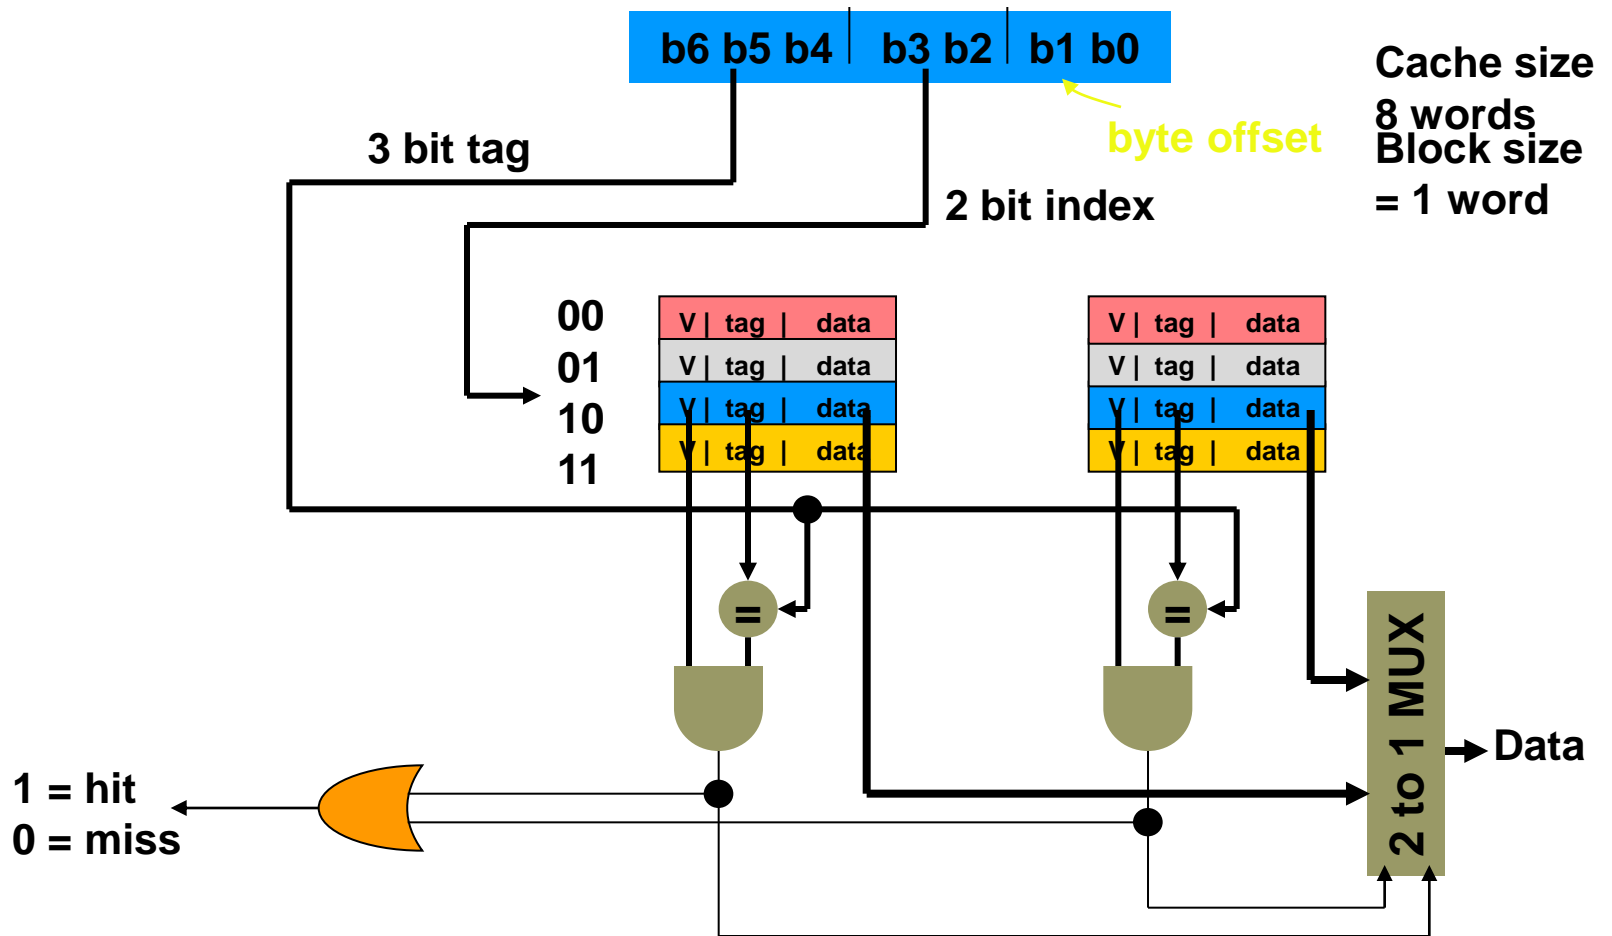 b6 b5 b4 b3 b2 b1 b0
Cache size
8 words
Block size
= 1 word
byte offset
3 bit tag
2 bit index
00
01
10
11
V | tag | data
V | tag | data
V | tag | data
V | tag | data
V | tag | data
V | tag | data
V | tag | data
V | tag | data
=
=
2 to 1 MUX
Data
1 = hit
0 = miss